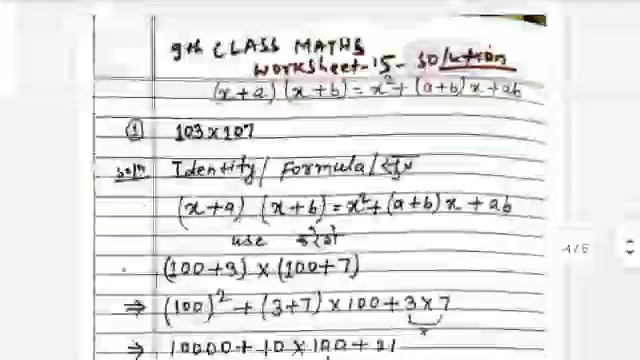 9th CLASS MATHS
WORKSheet-15- SOlution
(x+a) (x+b) = x²+ (a+b) x + ab
① 103×107
Soln Identity/ Formula/ सूत्र
(x+a) (x+b) = x²+(a+b) x + ab
use करेंगे
(100+3) × (100+7)
⇒ (100)² + (3+7) ×100 + 3×7
⇒ 10000 + 10×100 + 21